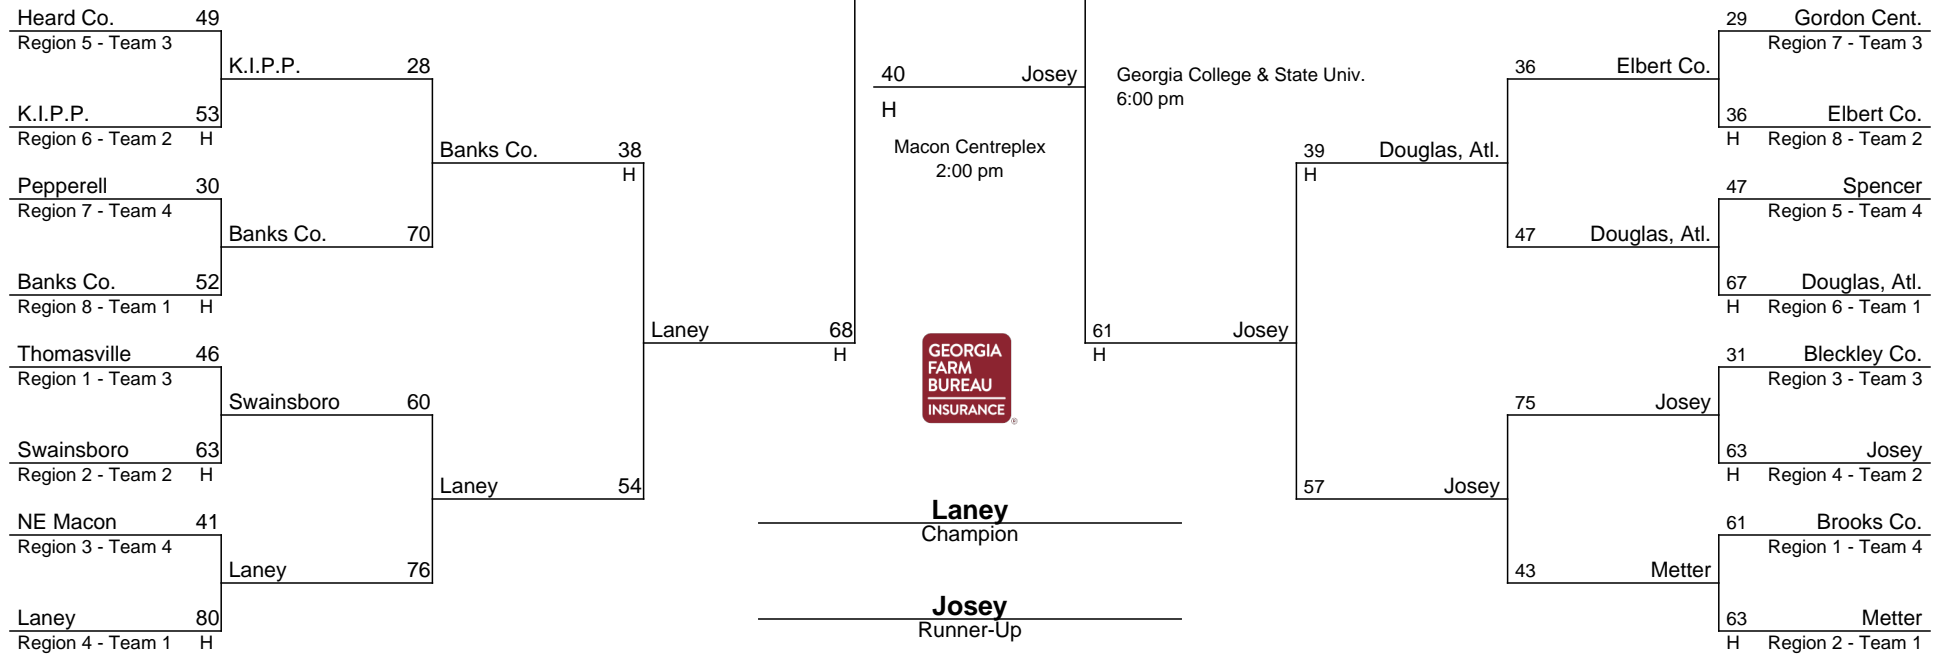 Heard Co. 49
Region 5 - Team 3
K.I.P.P. 28
K.I.P.P. 53
Region 6 - Team 2 H
Banks Co. 38
H
Pepperell 30
Region 7 - Team 4
Banks Co. 70
Banks Co. 52
Region 8 - Team 1 H
Laney 68
H
Thomasville 46
Region 1 - Team 3
Swainsboro 60
Swainsboro 63
Region 2 - Team 2 H
Laney 54
NE Macon 41
Region 3 - Team 4
Laney 76
Laney 80
Region 4 - Team 1 H
40 Josey
H
Macon Centreplex
2:00 pm
GEORGIA
FARM
BUREAU
INSURANCE
®
Laney
Champion
Josey
Runner-Up
Georgia College & State Univ.
6:00 pm
61 Josey
H
39 Douglas, Atl.
H
57 Josey
36 Elbert Co.
47 Douglas, Atl.
75 Josey
43 Metter
29 Gordon Cent.
Region 7 - Team 3
36 Elbert Co.
H Region 8 - Team 2
47 Spencer
Region 5 - Team 4
67 Douglas, Atl.
H Region 6 - Team 1
31 Bleckley Co.
Region 3 - Team 3
63 Josey
H Region 4 - Team 2
61 Brooks Co.
Region 1 - Team 4
63 Metter
H Region 2 - Team 1